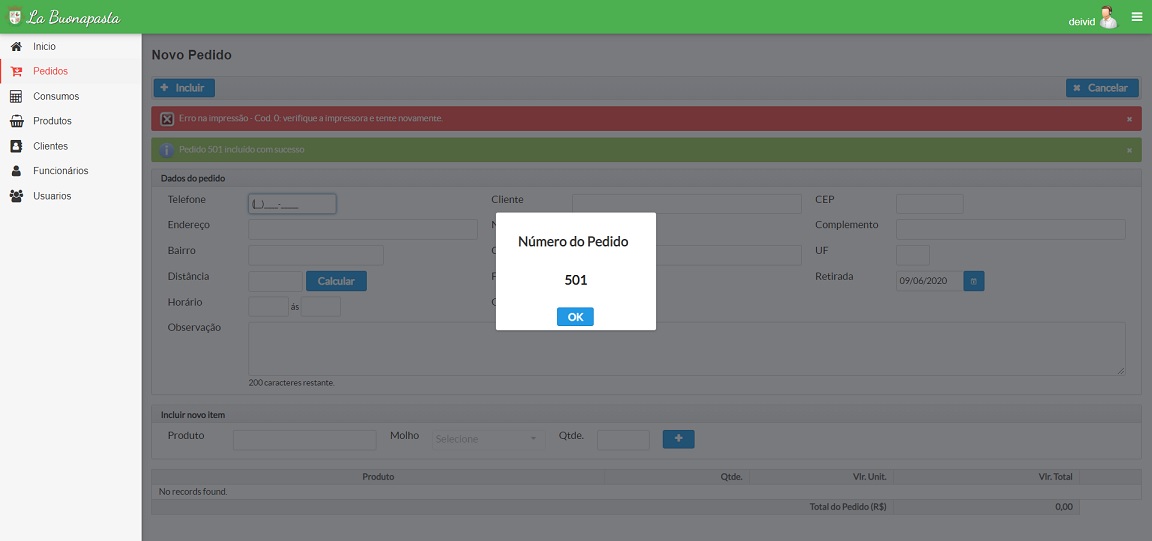 La Buonapasta
deivid
Inicio
Pedidos
Consumos
Produtos
Clientes
Funcionários
Usuarios
Novo Pedido
Incluir
Cancelar
Erro na impressão - Cod. 0: verifique a impressora e tente novamente.
Pedido 501 incluído com sucesso
Dados do pedido
Telefone (__)____-____ Cliente CEP
Endereço Complemento
Bairro UF
Distância Calcular Retirada 09/06/2020
Horário ás
Observação
200 caracteres restante.
Número do Pedido
501
OK
Incluir novo item
Produto Molho Selecione Qtde.
Produto Qtde. Vlr. Unit. Vlr. Total
No records found.
Total do Pedido (R$) 0,00